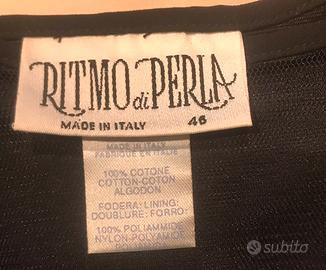 RITMO di PERLA
MADE IN ITALY 46
MADE IN ITALY
FABRIQUE EN ITALIE
100% COTONE
COTTON-COTON
ALGODON
FODERA: LINING:
DOUBLURE: FORRO:
100% POLIAMMIDE
NYLON-POLYAMIDE
subito